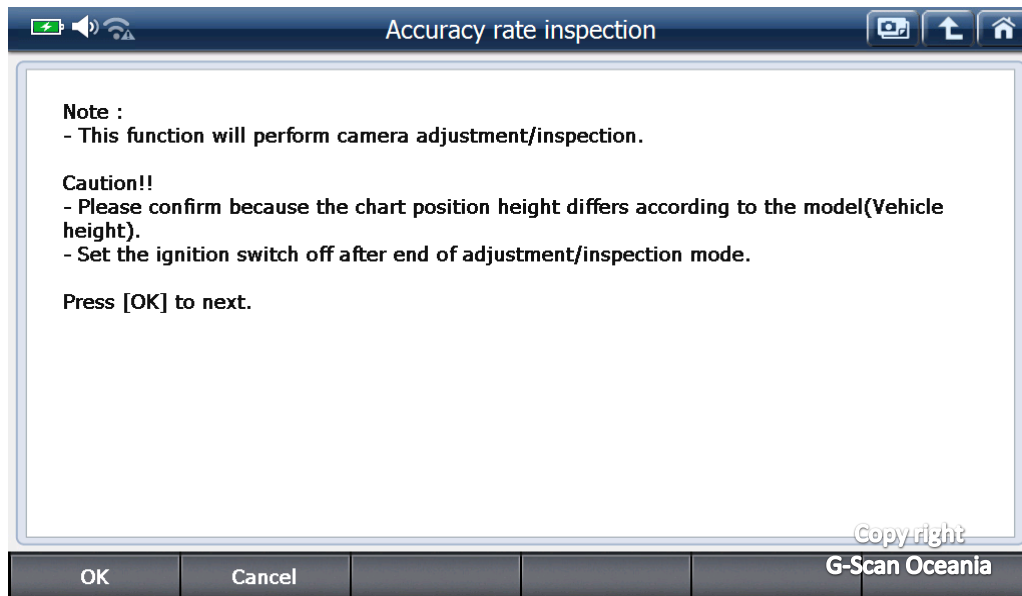 Accuracy rate inspection
Note :
- This function will perform camera adjustment/inspection.
Caution!!
- Please confirm because the chart position height differs according to the model(Vehicle
height).
- Set the ignition switch off after end of adjustment/inspection mode.
Press [OK] to next.
Copy right
G-Scan Oceania
OK Cancel